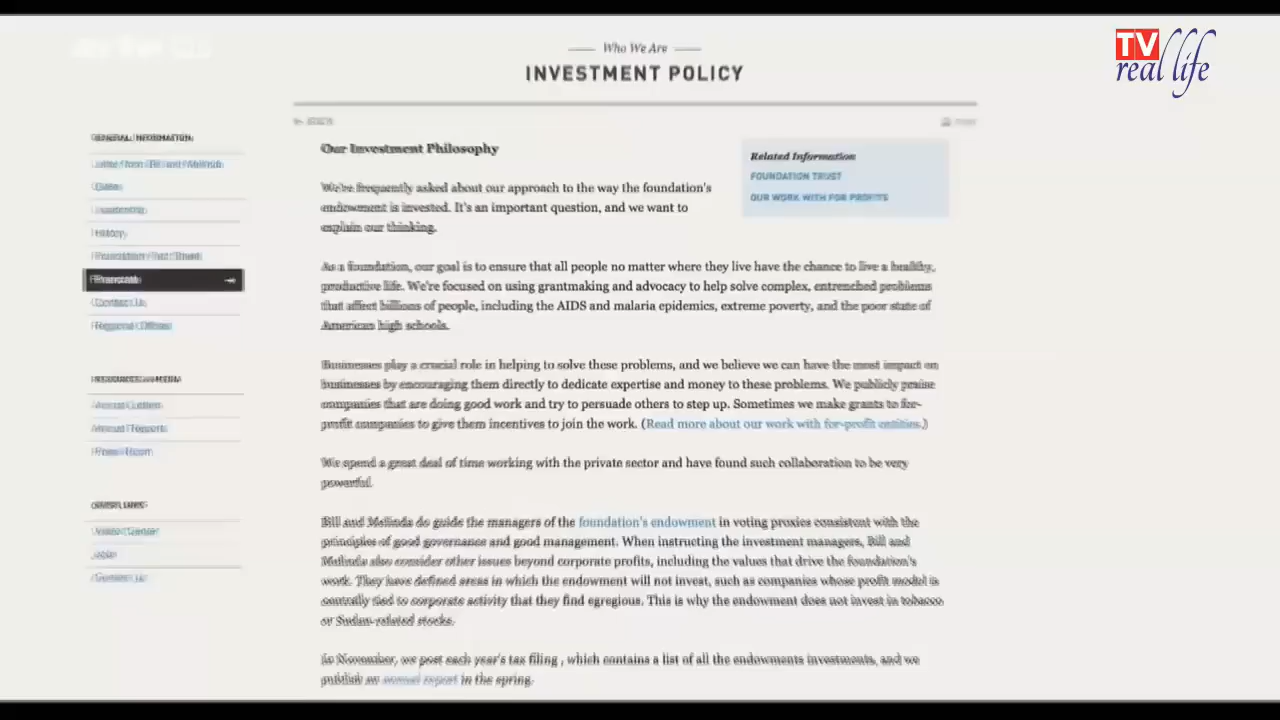 TV
real life
Who We Are
INVESTMENT POLICY
GENERAL INFORMATION
Letter from Bill and Melinda
Leadership
History
Foundation Fact Sheet
Financials
Contact Us
Regional Offices
RESOURCES and MEDIA
Annual Letters
Annual Reports
Press Room
Our Investment Philosophy
We're frequently asked about our approach to the way the foundation's
endowment is invested. It's an important question, and we want to
explain our thinking.
Related Information
FOUNDATION TRUST
OUR WORK WITH FOR PROFITS
As a foundation, our goal is to ensure that all people no matter where they live have the chance to live a healthy,
productive life. We're focused on using grantmaking and advocacy to help solve complex, entrenched problems
that affect billions of people, including the AIDS and malaria epidemics, extreme poverty, and the poor state of
American high schools.
Businesses play a crucial role in helping to solve these problems, and we believe we can have the most impact on
businesses by encouraging them directly to dedicate expertise and money to these problems. We publicly praise
companies that are doing good work and try to persuade others to step up. Sometimes we make grants to for-
profit companies to give them incentives to join the work. (Read more about our work with for-profit entities.)
We spend a great deal of time working with the private sector and have found such collaboration to be very
powerful.
Bill and Melinda do guide the managers of the foundation's endowment in voting proxies consistent with the
principles of good governance and good management. When instructing the investment managers, Bill and
Melinda also consider other issues beyond corporate profits, including the values that drive the foundation's
work. They have defined areas in which the endowment will not invest, such as companies whose profit model is
centrally tied to corporate activity that they find egregious. This is why the endowment does not invest in tobacco
or Sudan-related stocks.
In November, we post each year's tax filing , which contains a list of all the endowments investments, and we
publish an annual report in the spring.